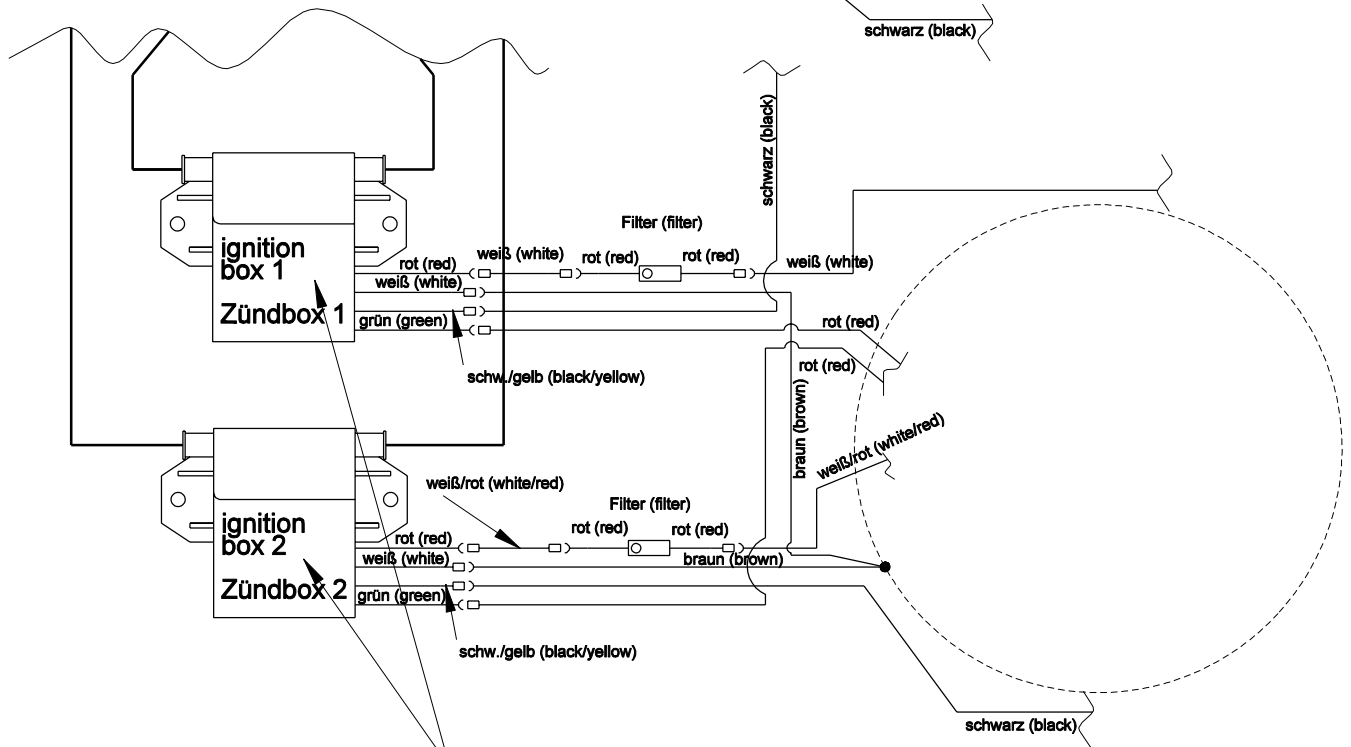 schwarz (black)
schwarz (black)
Filter (filter)
ignition
box 1
Zündbox 1
rot (red)
weiß (white)
rot (red)
rot (red)
weiß (white)
weiß (white)
grün (green)
rot (red)
rot (red)
schw./gelb (black/yellow)
braun (brown)
weiß/rot (white/red)
weiß/rot (white/red)
Filter (filter)
ignition
box 2
Zündbox 2
rot (red)
rot (red)
rot (red)
weiß (white)
braun (brown)
grün (green)
schw./gelb (black/yellow)
schwarz (black)